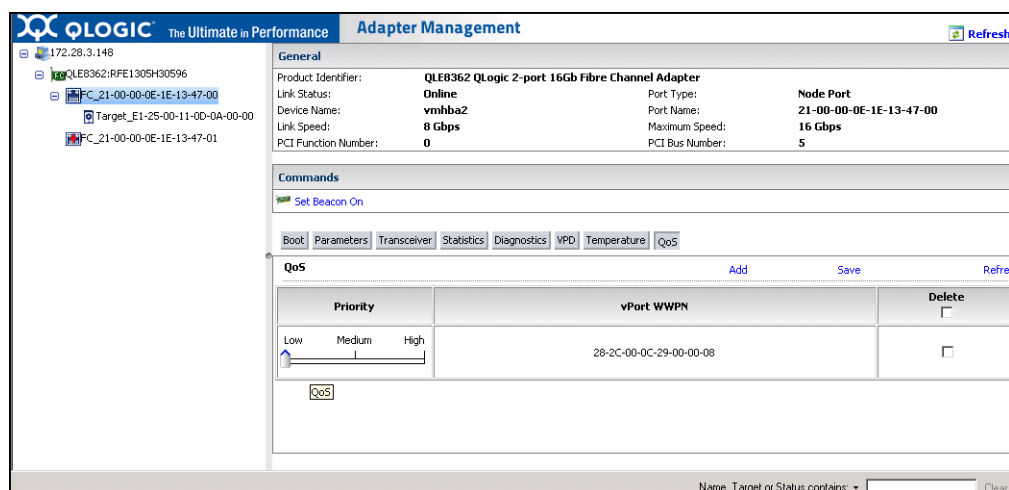 QLOGIC The Ultimate in Performance Adapter Management
Refresh
172.28.3.148
QLE8362:RFE1305H30596
FC_21-00-00-0E-1E-13-47-00
Target_E1-25-00-11-0D-0A-00-00
FC_21-00-00-0E-1E-13-47-01
General
Product Identifier: QLE8362 QLogic 2-port 16Gb Fibre Channel Adapter
Link Status: Online Port Type: Node Port
Device Name: vmhba2 Port Name: 21-00-00-0E-1E-13-47-00
Link Speed: 8 Gbps Maximum Speed: 16 Gbps
PCI Function Number: 0 PCI Bus Number: 5
Commands
Set Beacon On
Boot Parameters Transceiver Statistics Diagnostics VPD Temperature QoS
QoS Add Save Refre
Priority vPort WWPN Delete
Low Medium High
28-2C-00-0C-29-00-00-08
QoS
Name, Target or Status contains: Clear